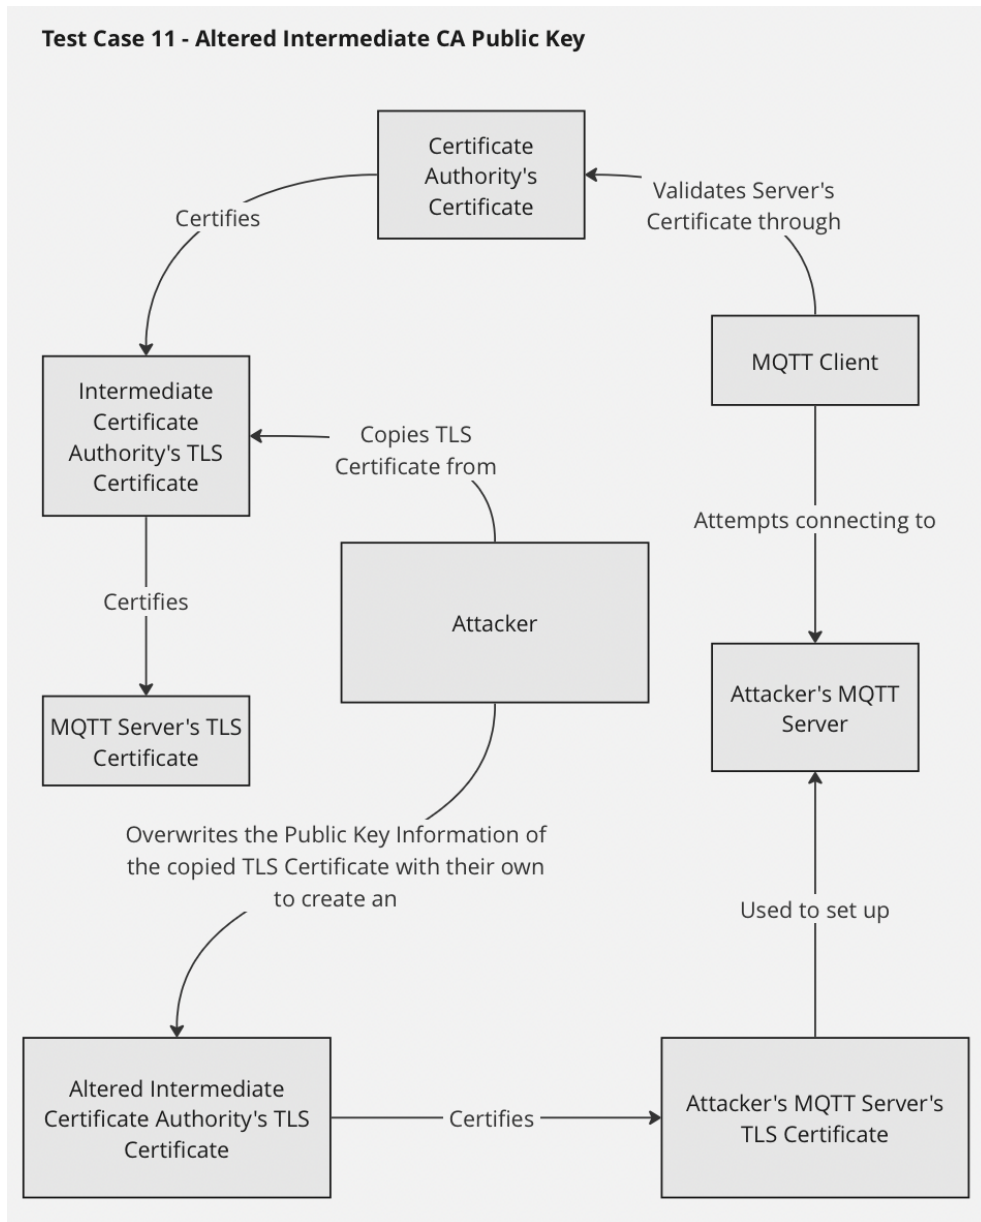 Test Case 11 - Altered Intermediate CA Public Key
Certificate
Authority's
Certificate
Validates Server's
Certificate through
Certifies
MQTT Client
Intermediate
Certificate
Authority's TLS
Certificate
Copies TLS
Certificate from
Attempts connecting to
Certifies
Attacker
Attacker's MQTT
Server
MQTT Server's TLS
Certificate
Overwrites the Public Key Information of
the copied TLS Certificate with their own
to create an
Used to set up
Altered Intermediate
Certificate Authority's TLS
Certificate
Certifies
Attacker's MQTT Server's
TLS Certificate